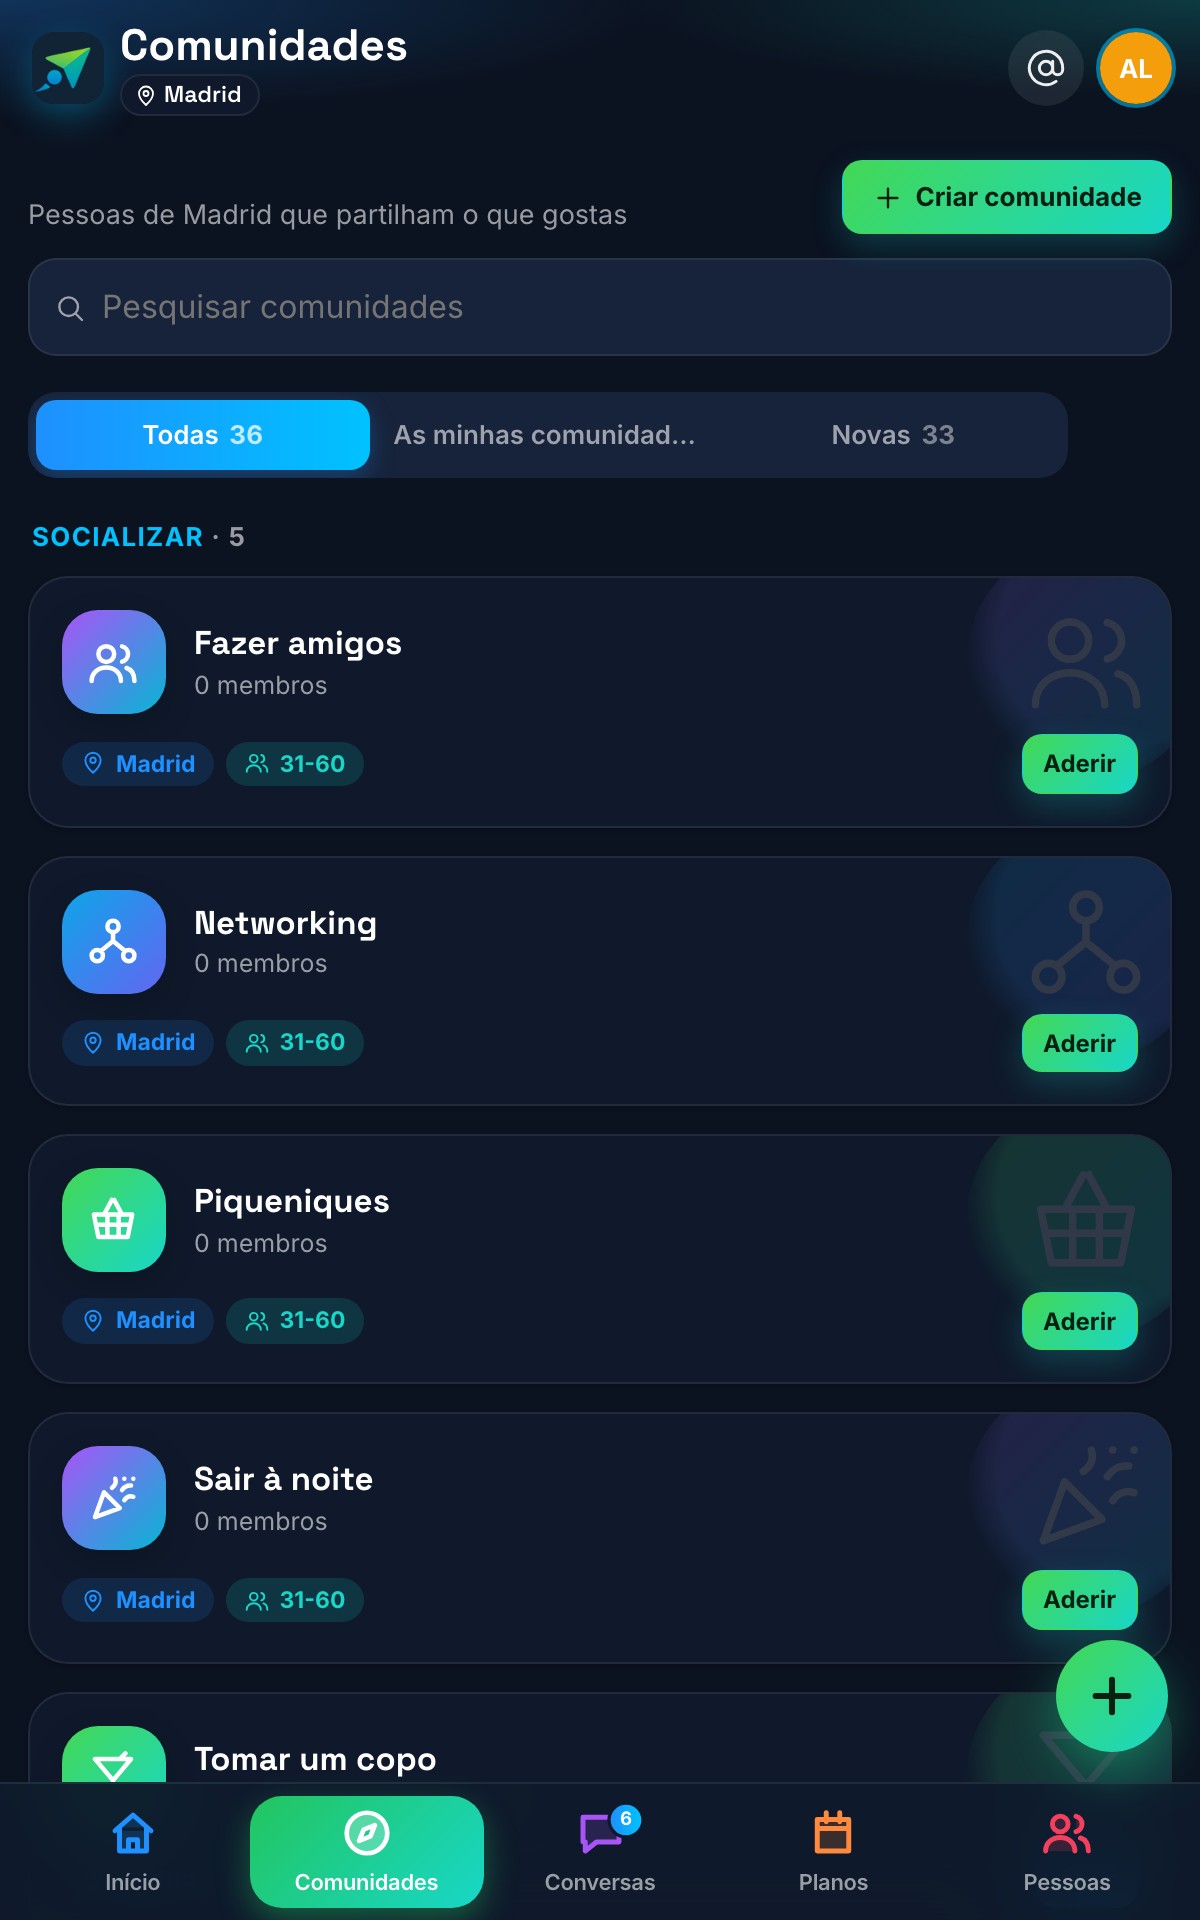 Comunidades
Madrid
@
AL
Pessoas de Madrid que partilham o que gostas
+ Criar comunidade
Pesquisar comunidades
Todas 36
As minhas comunidad...
Novas 33
SOCIALIZAR · 5
Fazer amigos
0 membros
Madrid
31-60
Aderir
Networking
0 membros
Madrid
31-60
Aderir
Piqueniques
0 membros
Madrid
31-60
Aderir
Sair à noite
0 membros
Madrid
31-60
Aderir
+
Tomar um copo
Início
Comunidades
6
Conversas
Planos
Pessoas